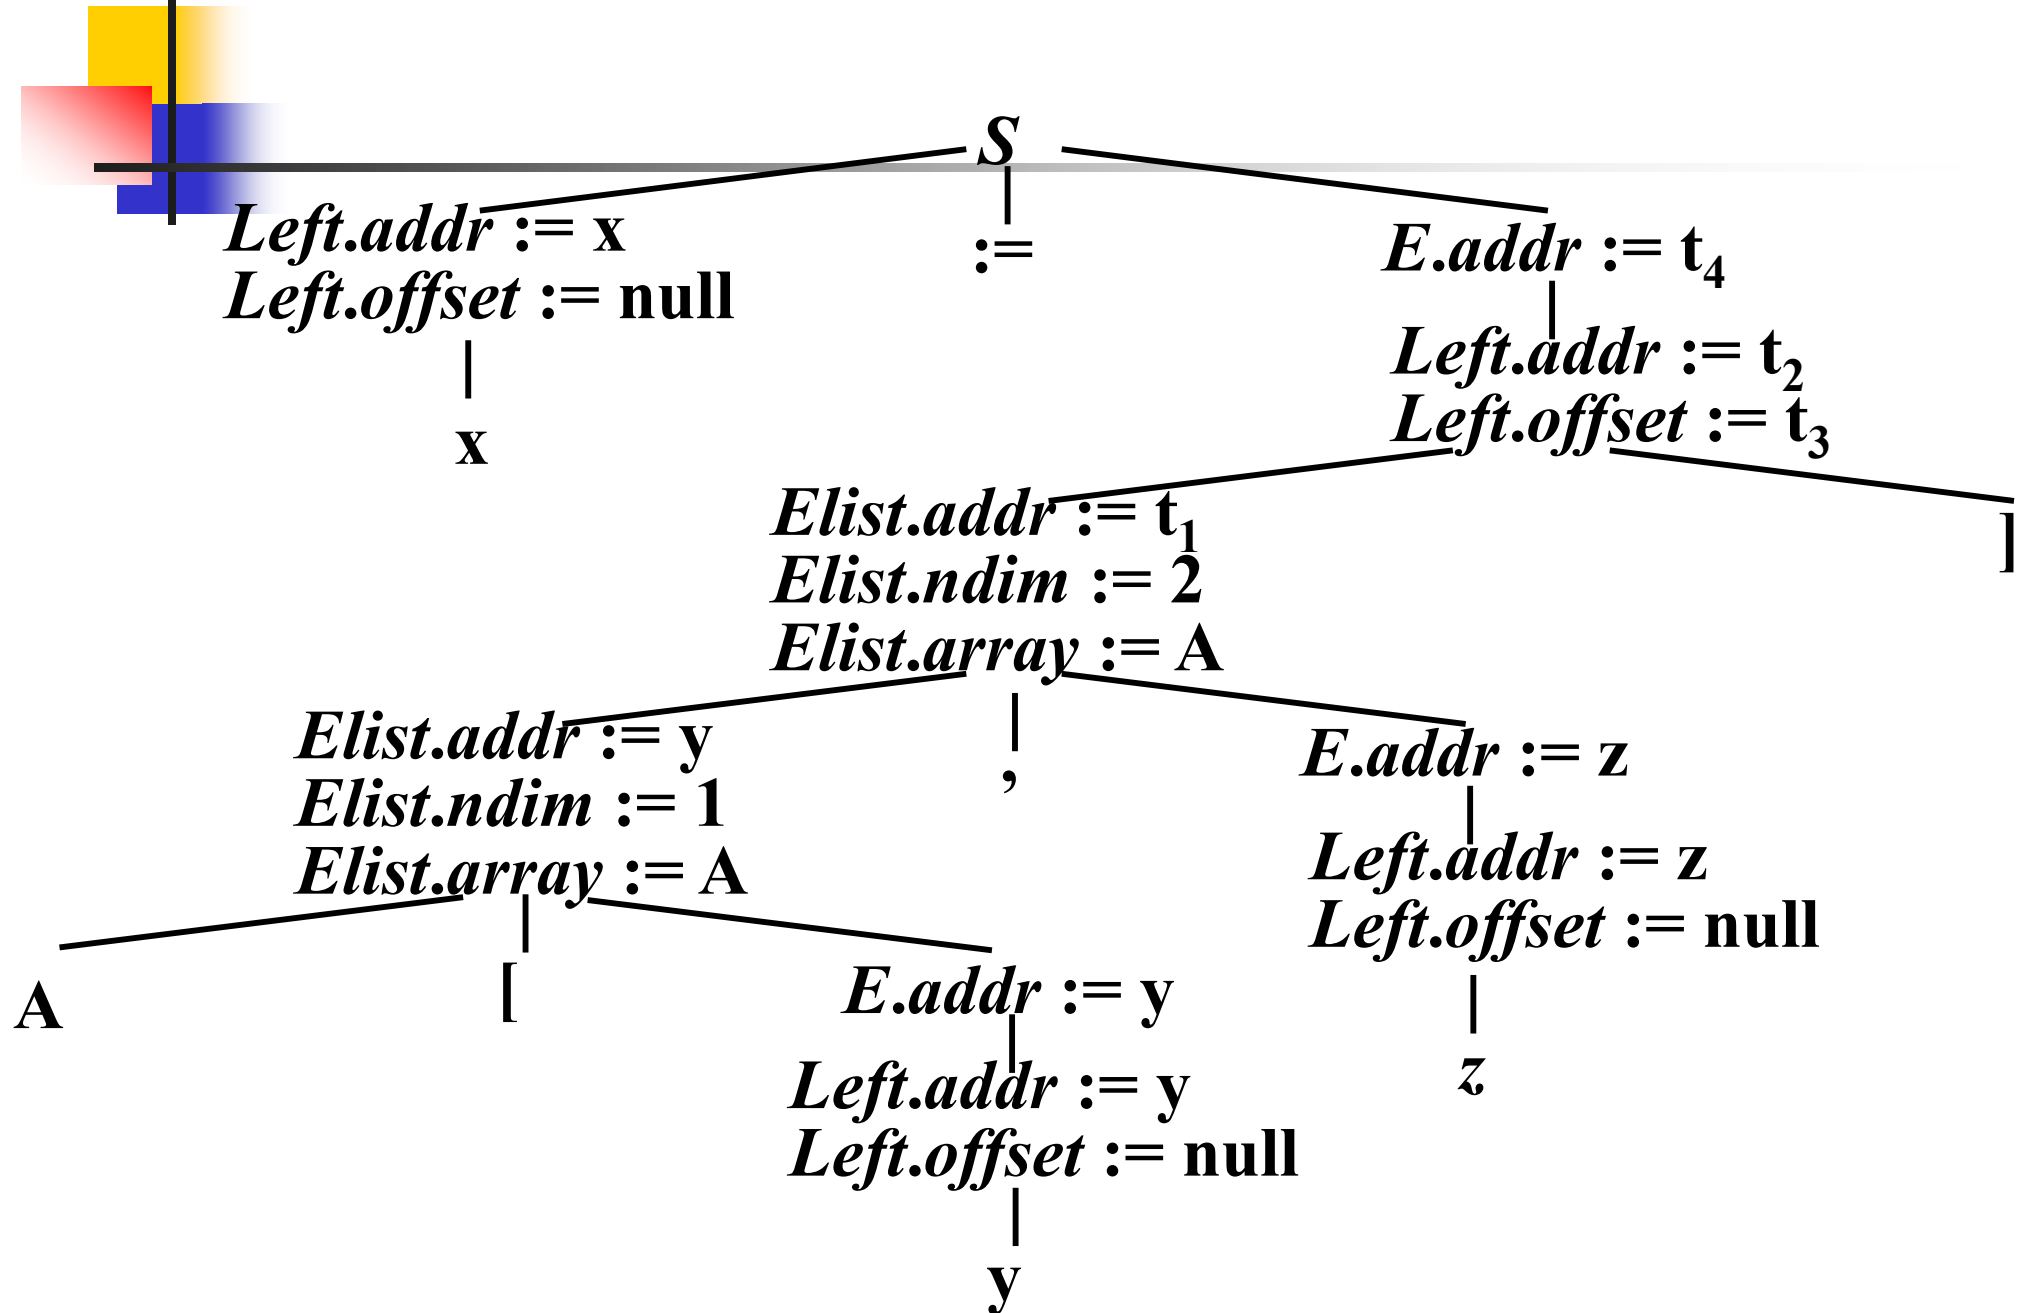 S
Left.addr := x
Left.offset := null
:=
E.addr := t₄
Left.addr := t₂
Left.offset := t₃
x
Elist.addr := t₁
Elist.ndim := 2
Elist.array := A
]
Elist.addr := y
Elist.ndim := 1
Elist.array := A
,
E.addr := z
Left.addr := z
Left.offset := null
A
[
E.addr := y
z
Left.addr := y
Left.offset := null
y